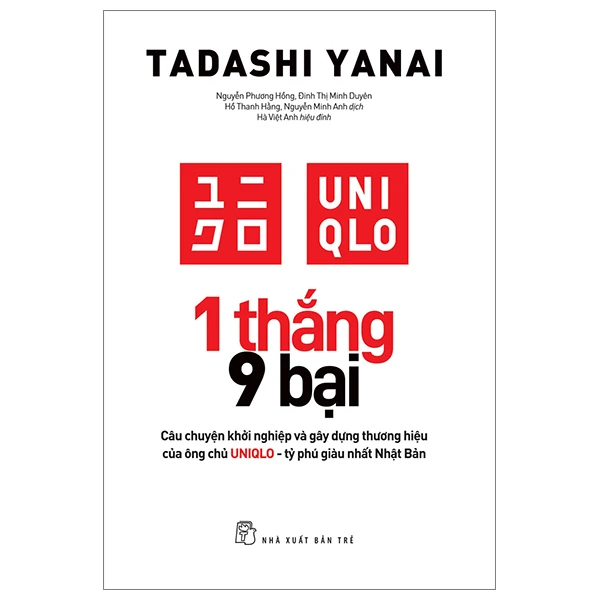 TADASHI YANAI
Nguyễn Phương Hồng, Đinh Thị Minh Duyên
Hồ Thanh Hằng, Nguyễn Minh Anh dịch
Hà Việt Anh hiệu đính
ユニ
クロ
UNI
QLO
1 thắng
9 bại
Câu chuyện khởi nghiệp và gây dựng thương hiệu
của ông chủ UNIQLO - tỷ phú giàu nhất Nhật Bản
NHÀ XUẤT BẢN TRẺ